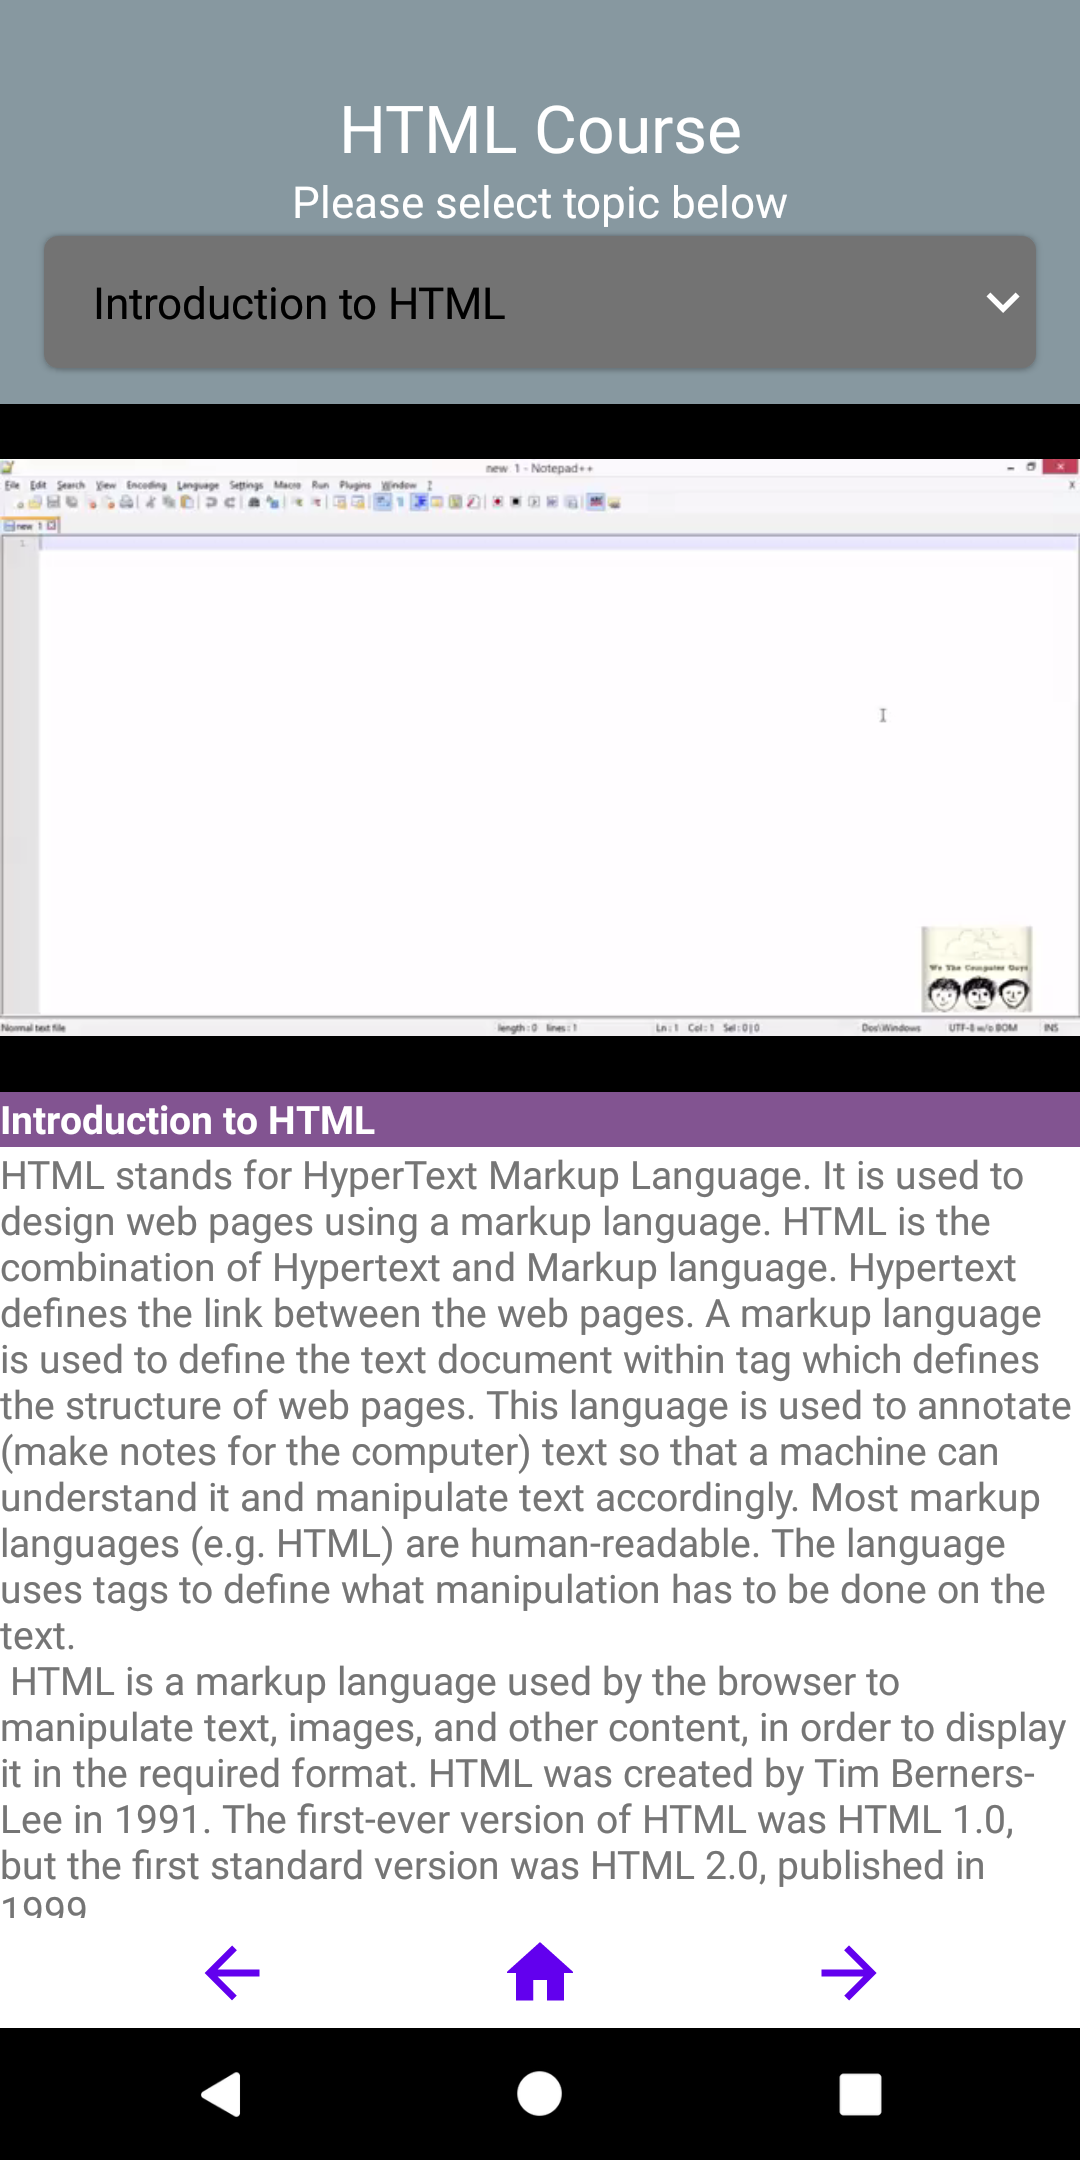 HTML Course
Please select topic below
Introduction to HTML
new 1 - Notepad++
File Edit Search View Encoding Language Settings Macro Run Plugins Window ?
X
new 1
1
We The Computer Guys
Normal text file length : 0 lines : 1 Ln : 1 Col : 1 Sel : 0 | 0 Dos\Windows UTF-8 w/o BOM INS
Introduction to HTML
HTML stands for HyperText Markup Language. It is used to
design web pages using a markup language. HTML is the
combination of Hypertext and Markup language. Hypertext
defines the link between the web pages. A markup language
is used to define the text document within tag which defines
the structure of web pages. This language is used to annotate
(make notes for the computer) text so that a machine can
understand it and manipulate text accordingly. Most markup
languages (e.g. HTML) are human-readable. The language
uses tags to define what manipulation has to be done on the
text.
HTML is a markup language used by the browser to
manipulate text, images, and other content, in order to display
it in the required format. HTML was created by Tim Berners-
Lee in 1991. The first-ever version of HTML was HTML 1.0,
but the first standard version was HTML 2.0, published in
1999